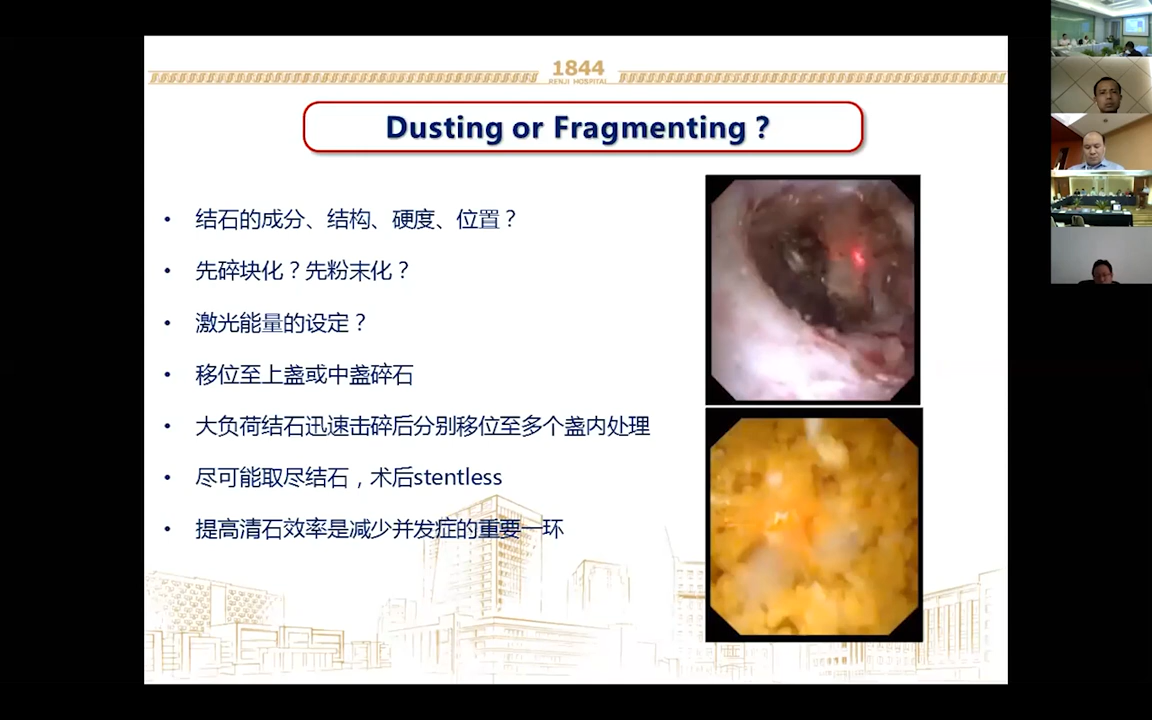 1844
RENJI HOSPITAL
Dusting or Fragmenting？
• 结石的成分、结构、硬度、位置？
• 先碎块化？先粉末化？
• 激光能量的设定？
• 移位至上盏或中盏碎石
• 大负荷结石迅速击碎后分别移位至多个盏内处理
• 尽可能取尽结石，术后stentless
• 提高清石效率是减少并发症的重要一环